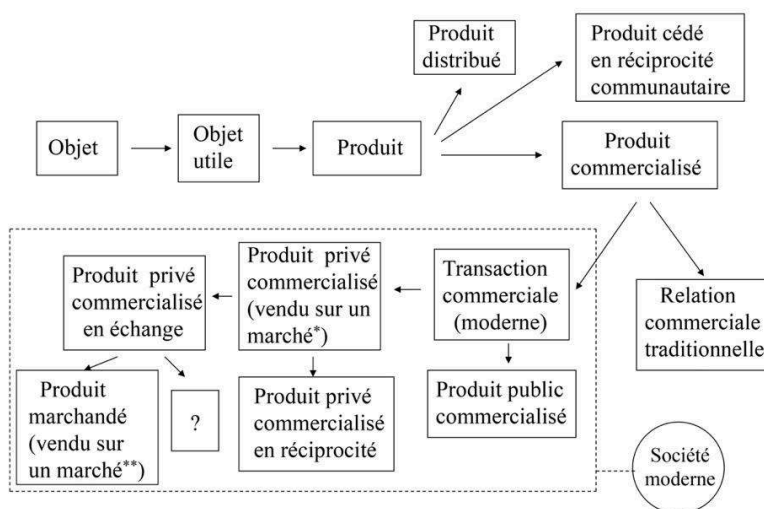 Produit
distribué
Produit cédé
en réciprocité
communautaire
Objet
Objet
utile
Produit
Produit
commercialisé
Produit privé
commercialisé
en échange
Produit privé
commercialisé
(vendu sur un
marché*)
Transaction
commerciale
(moderne)
Relation
commerciale
traditionnelle
Produit
marchandé
(vendu sur
un marché**)
?
Produit privé
commercialisé
en réciprocité
Produit public
commercialisé
Société
moderne